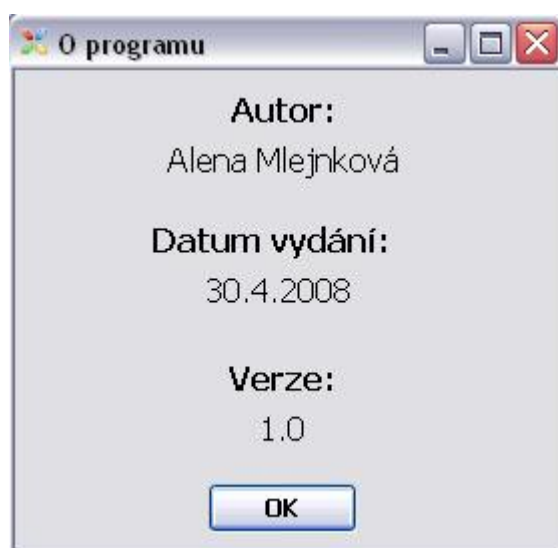 O programu
Autor:
Alena Mlejnková
Datum vydání:
30.4.2008
Verze:
1.0
OK